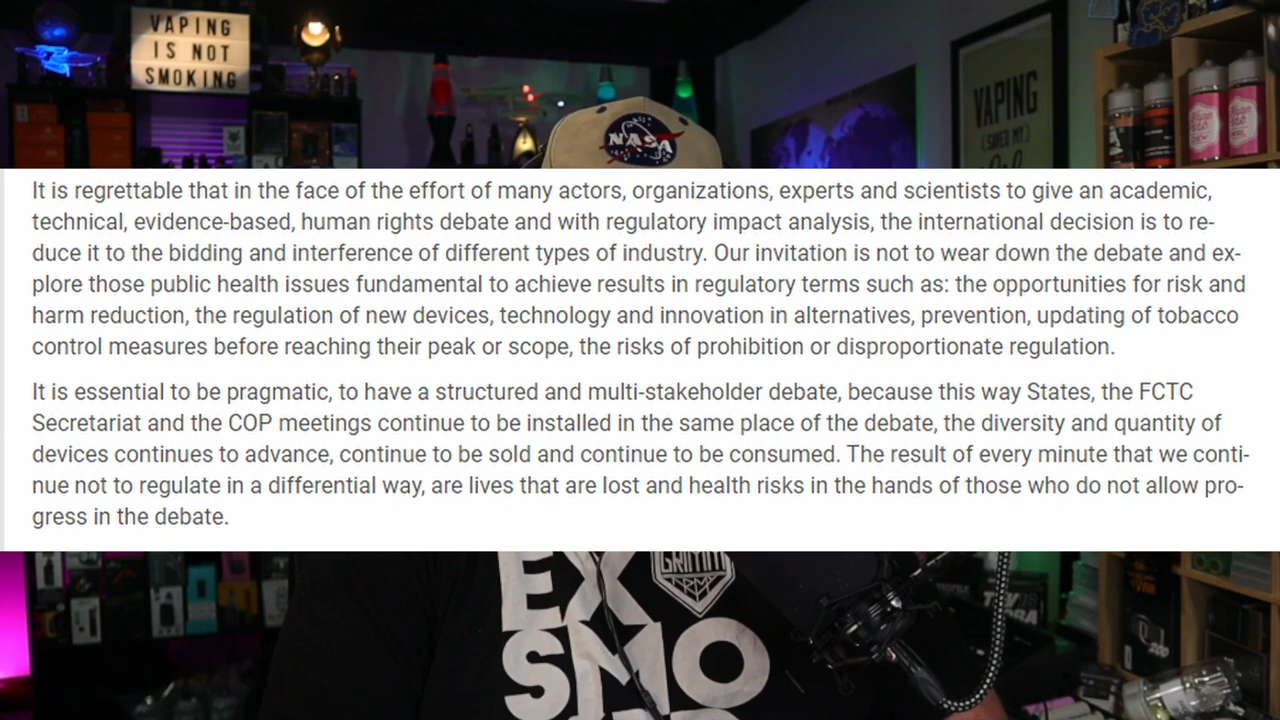 VAPING
IS NOT
SMOKING
NASA
VAPING
(SAVED MY)
It is regrettable that in the face of the effort of many actors, organizations, experts and scientists to give an academic,
technical, evidence-based, human rights debate and with regulatory impact analysis, the international decision is to re-
duce it to the bidding and interference of different types of industry. Our invitation is not to wear down the debate and ex-
plore those public health issues fundamental to achieve results in regulatory terms such as: the opportunities for risk and
harm reduction, the regulation of new devices, technology and innovation in alternatives, prevention, updating of tobacco
control measures before reaching their peak or scope, the risks of prohibition or disproportionate regulation.
It is essential to be pragmatic, to have a structured and multi-stakeholder debate, because this way States, the FCTC
Secretariat and the COP meetings continue to be installed in the same place of the debate, the diversity and quantity of
devices continues to advance, continue to be sold and continue to be consumed. The result of every minute that we conti-
nue not to regulate in a differential way, are lives that are lost and health risks in the hands of those who do not allow pro-
gress in the debate.
EX
GRIMM
SMO